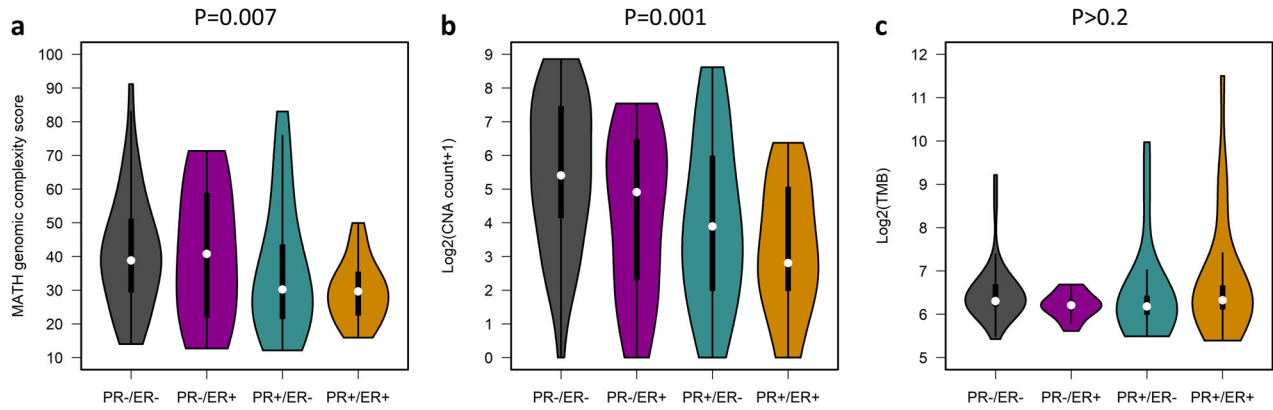 a
P=0.007
MATH genomic complexity score
100
90
80
70
60
50
40
30
20
10
PR-/ER-
PR-/ER+
PR+/ER-
PR+/ER+
b
P=0.001
Log2(CNA count+1)
9
8
7
6
5
4
3
2
1
0
PR-/ER-
PR-/ER+
PR+/ER-
PR+/ER+
c
P>0.2
Log2(TMB)
12
11
10
9
8
7
6
5
PR-/ER-
PR-/ER+
PR+/ER-
PR+/ER+